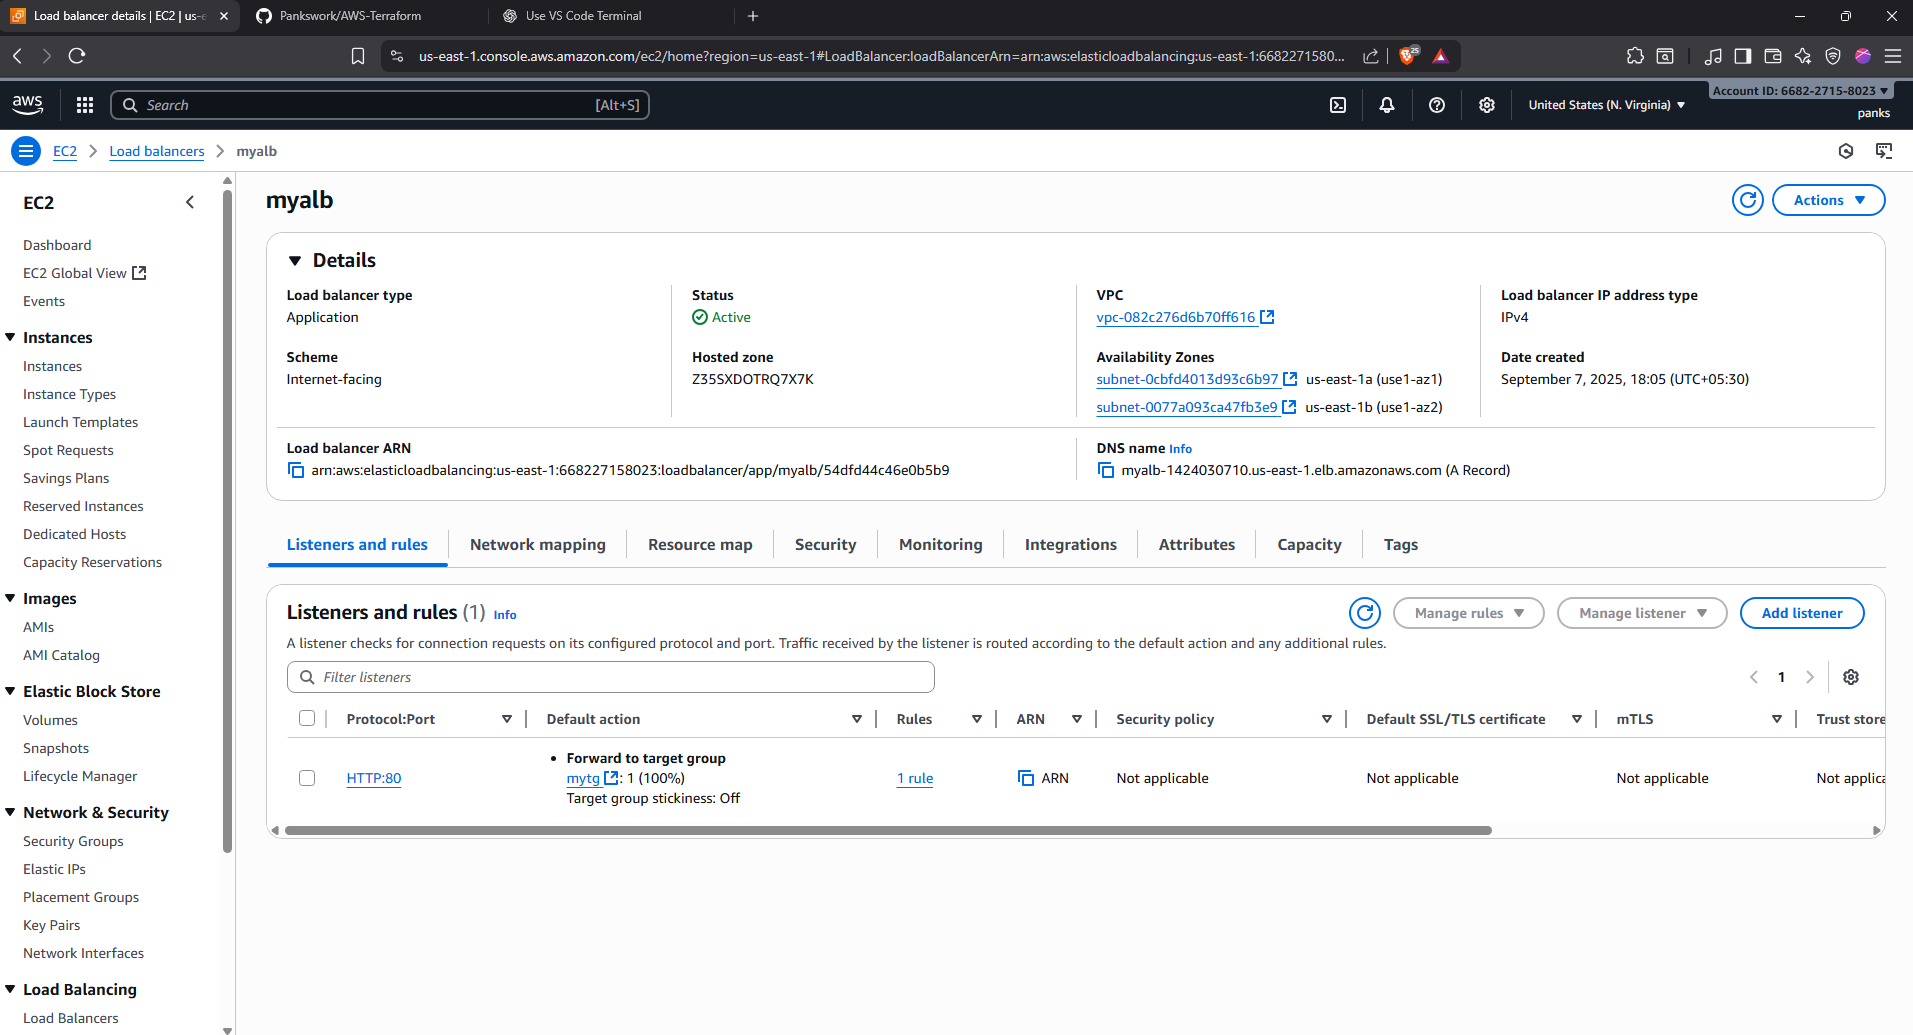 Load balancer details | EC2 | us-e
Pankswork/AWS-Terraform
Use VS Code Terminal
us-east-1.console.aws.amazon.com/ec2/home?region=us-east-1#LoadBalancer:loadBalancerArn=arn:aws:elasticloadbalancing:us-east-1:6682271580...
25
aws
Search
[Alt+S]
United States (N. Virginia)
Account ID: 6682-2715-8023
panks
EC2
Load balancers
myalb
EC2
Dashboard
EC2 Global View
Events
Instances
Instances
Instance Types
Launch Templates
Spot Requests
Savings Plans
Reserved Instances
Dedicated Hosts
Capacity Reservations
Images
AMIs
AMI Catalog
Elastic Block Store
Volumes
Snapshots
Lifecycle Manager
Network & Security
Security Groups
Elastic IPs
Placement Groups
Key Pairs
Network Interfaces
Load Balancing
Load Balancers
myalb
Actions
Details
Load balancer type
Application
Status
Active
VPC
vpc-082c276d6b70ff616
Load balancer IP address type
IPv4
Scheme
Internet-facing
Hosted zone
Z35SXDOTRQ7X7K
Availability Zones
subnet-0cbfd4013d93c6b97 us-east-1a (use1-az1)
subnet-0077a093ca47fb3e9 us-east-1b (use1-az2)
Date created
September 7, 2025, 18:05 (UTC+05:30)
Load balancer ARN
arn:aws:elasticloadbalancing:us-east-1:668227158023:loadbalancer/app/myalb/54dfd44c46e0b5b9
DNS name Info
myalb-1424030710.us-east-1.elb.amazonaws.com (A Record)
Listeners and rules
Network mapping
Resource map
Security
Monitoring
Integrations
Attributes
Capacity
Tags
Listeners and rules (1) Info
Manage rules
Manage listener
Add listener
A listener checks for connection requests on its configured protocol and port. Traffic received by the listener is routed according to the default action and any additional rules.
Filter listeners
1
Protocol:Port
Default action
Rules
ARN
Security policy
Default SSL/TLS certificate
mTLS
Trust store
HTTP:80
• Forward to target group
mytg : 1 (100%)
Target group stickiness: Off
1 rule
ARN
Not applicable
Not applicable
Not applicable
Not applica